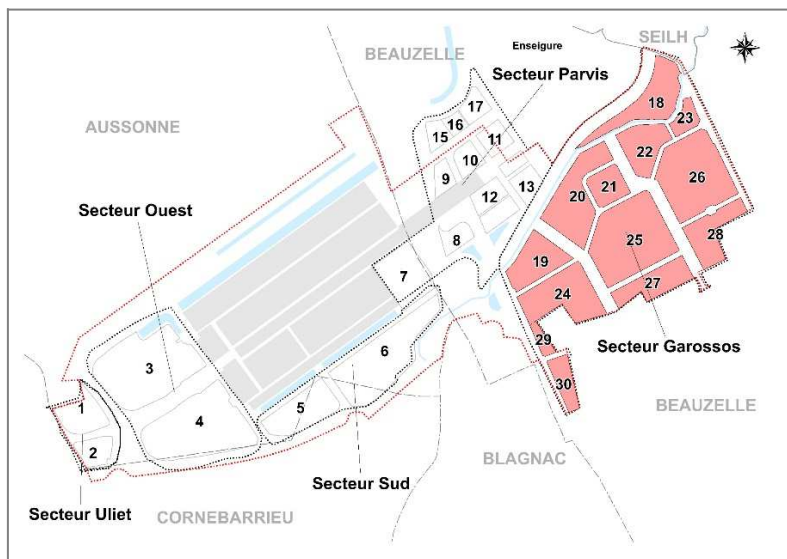 SEILH
Enseigure
BEAUZELLE
Secteur Parvis
AUSSONNE
18
17
16
15
11
23
10
22
9
26
13
21
12
20
Secteur Ouest
8
25
28
7
19
27
24
29
Secteur Garossos
6
3
30
BEAUZELLE
1
4
5
2
BLAGNAC
Secteur Sud
Secteur Uliet
CORNEBARRIEU